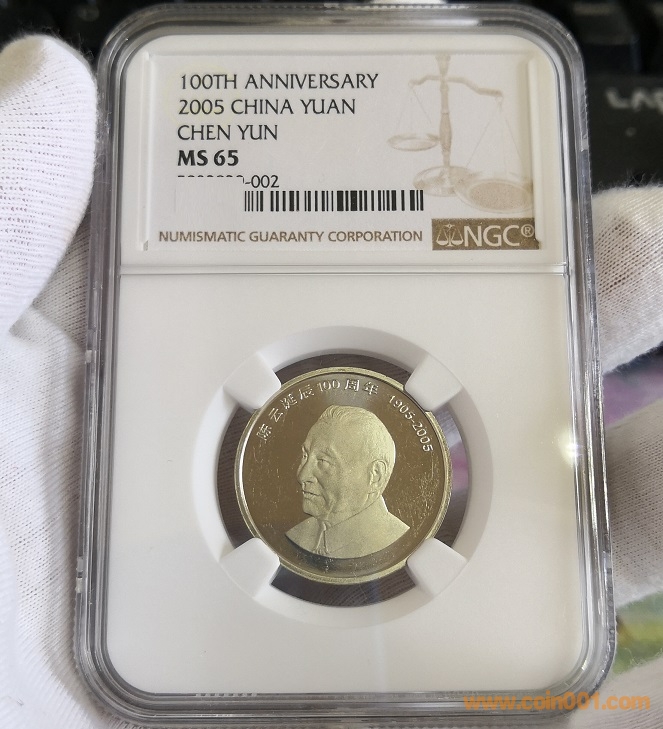 100TH ANNIVERSARY
2005 CHINA YUAN
CHEN YUN
MS 65
-002
NUMISMATIC GUARANTY CORPORATION
NGC®
陈云诞辰100周年 1905-2005
www.coin001.com